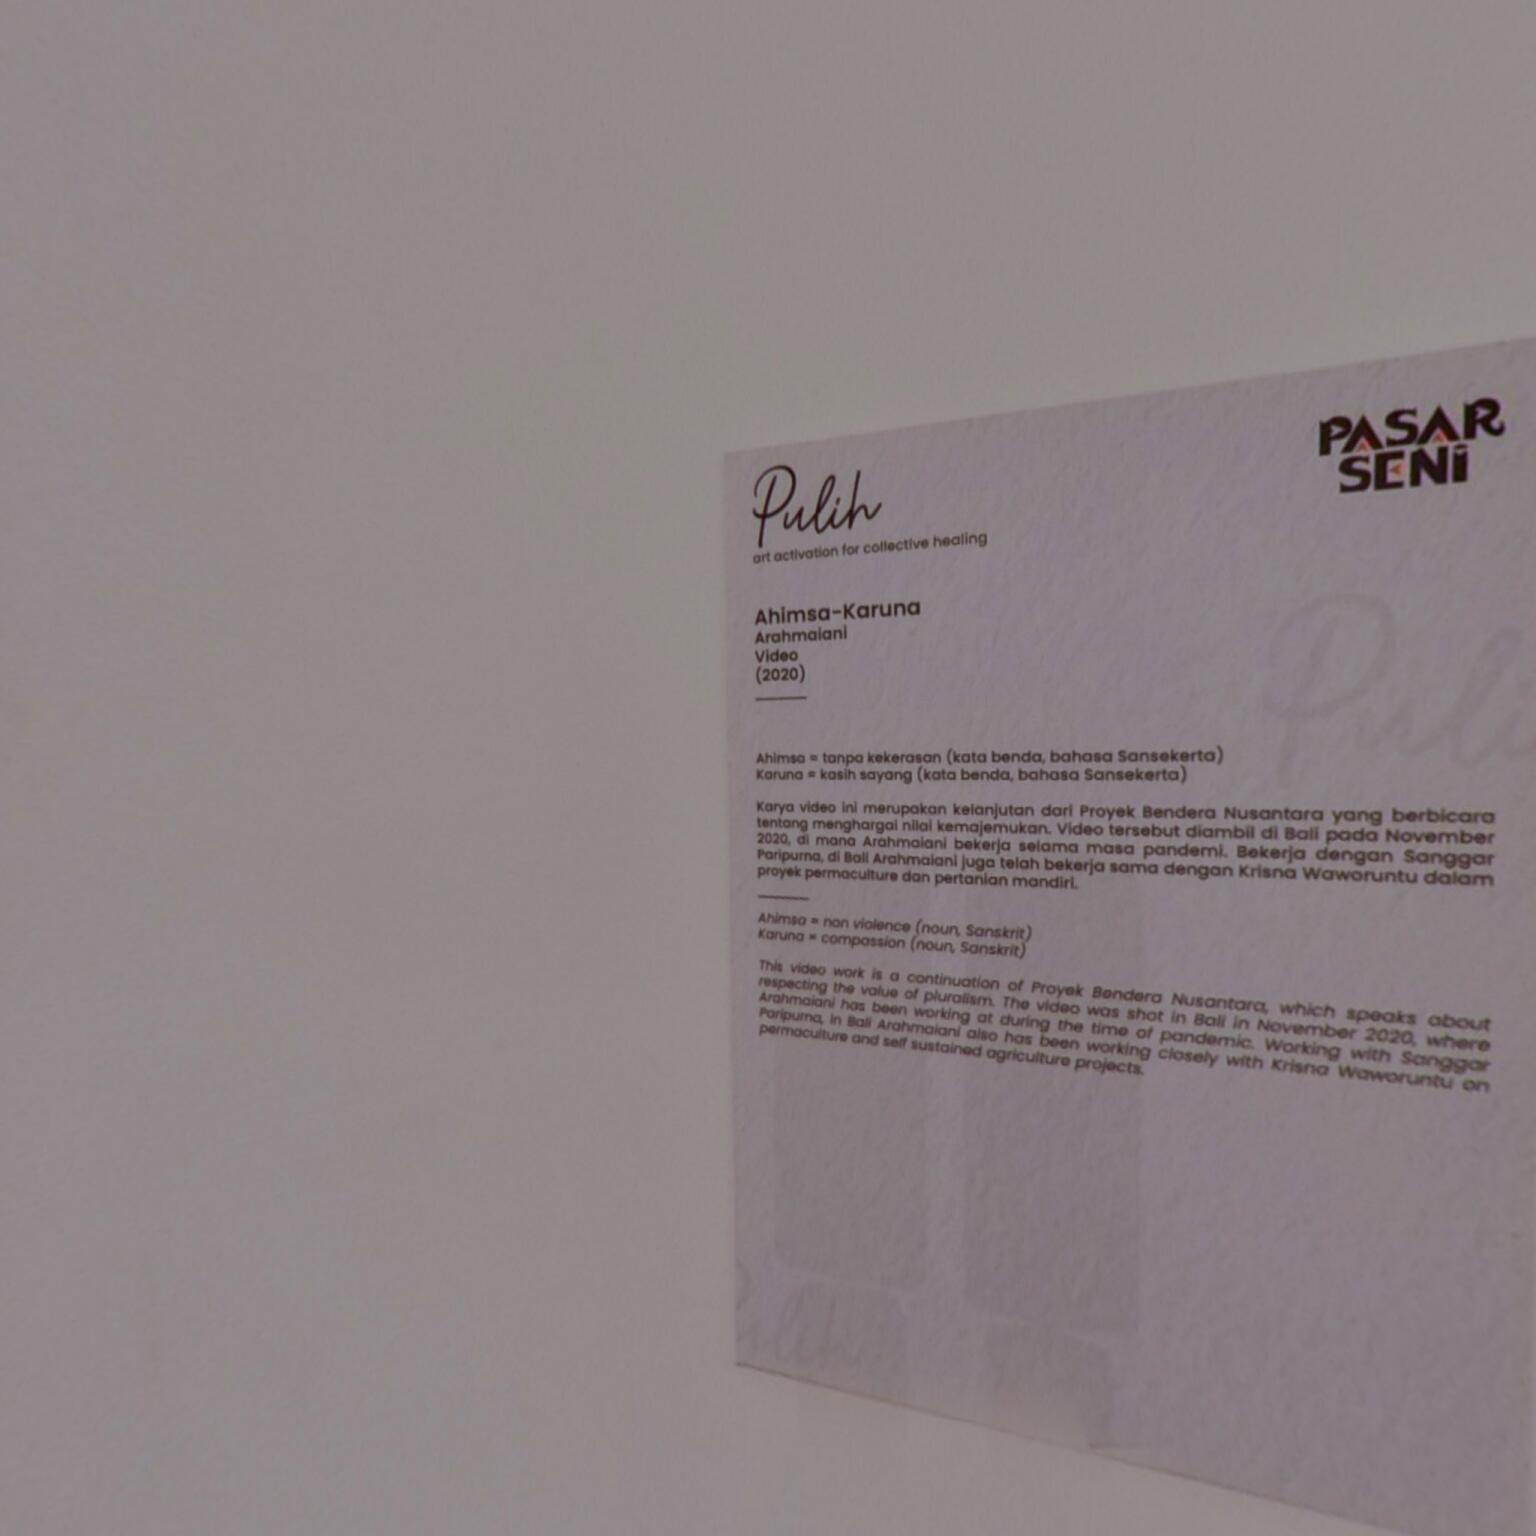 PASAR
SENI
Pulih
art activation for collective healing
Ahimsa-Karuna
Arahmaiani
Video
(2020)
Ahimsa = tanpa kekerasan (kata benda, bahasa Sansekerta)
Karuna = kasih sayang (kata benda, bahasa Sansekerta)
Karya video ini merupakan kelanjutan dari Proyek Bendera Nusantara yang berbicara
tentang menghargai nilai kemajemukan. Video tersebut diambil di Bali pada November
2020, di mana Arahmaiani bekerja selama masa pandemi. Bekerja dengan Sanggar
Paripurna, di Bali Arahmaiani juga telah bekerja sama dengan Krisna Waworuntu dalam
proyek permaculture dan pertanian mandiri.
Ahimsa = non violence (noun, Sanskrit)
Karuna = compassion (noun, Sanskrit)
This video work is a continuation of Proyek Bendera Nusantara, which speaks about
respecting the value of pluralism. The video was shot in Bali in November 2020, where
Arahmaiani has been working at during the time of pandemic. Working with Sanggar
Paripurna, in Bali Arahmaiani also has been working closely with Krisna Waworuntu on
permaculture and self sustained agriculture projects.